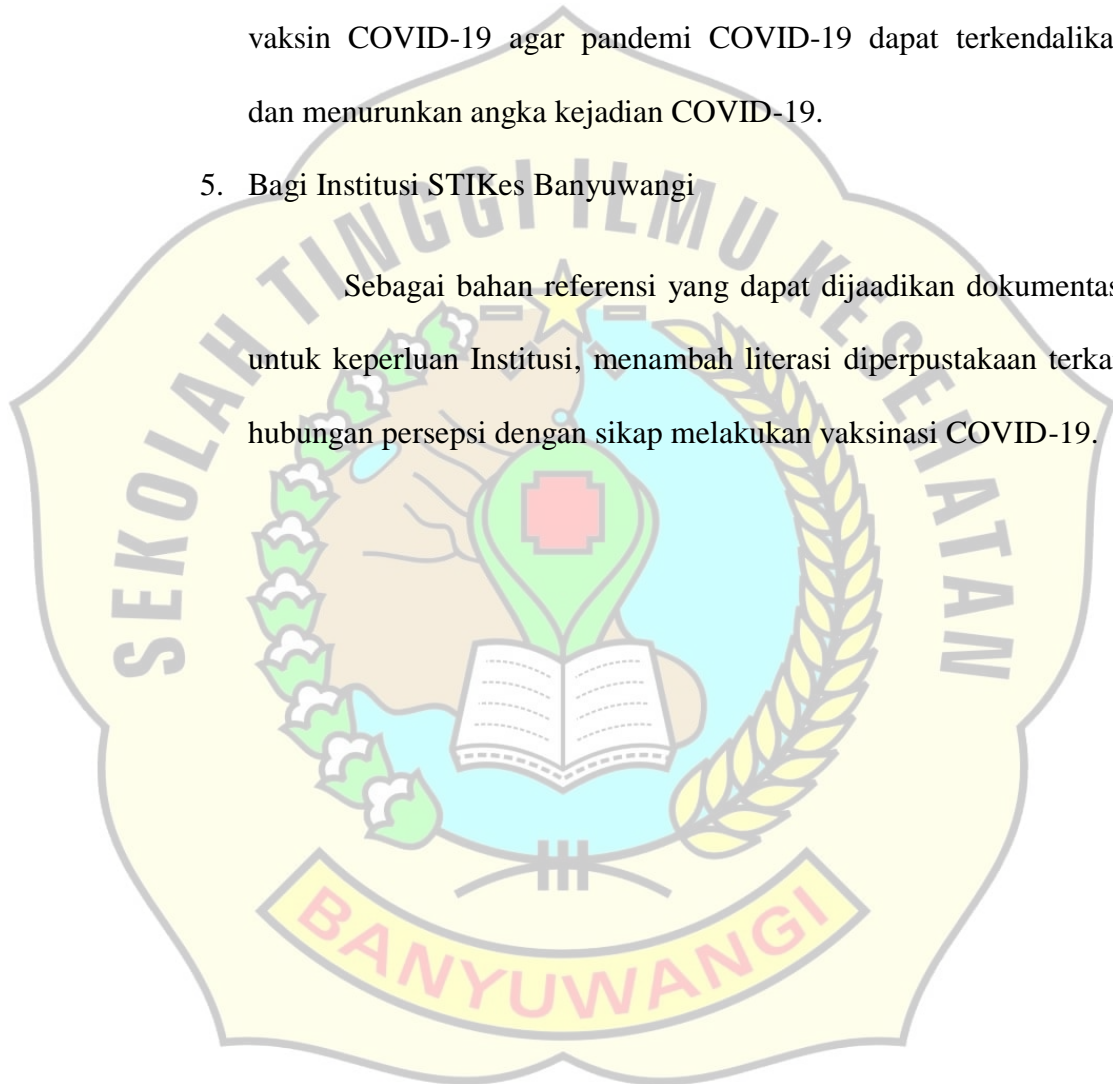 vaksin COVID-19 agar pandemi COVID-19 dapat terkendalika
dan menurunkan angka kejadian COVID-19.
5. Bagi Institusi STIKes Banyuwangi
Sebagai bahan referensi yang dapat dijaadikan dokumentas
untuk keperluan Institusi, menambah literasi diperpustakaan terka
hubungan persepsi dengan sikap melakukan vaksinasi COVID-19.
SEKOLAH TINGGI ILMU KESEHATAN
BANYUWANGI